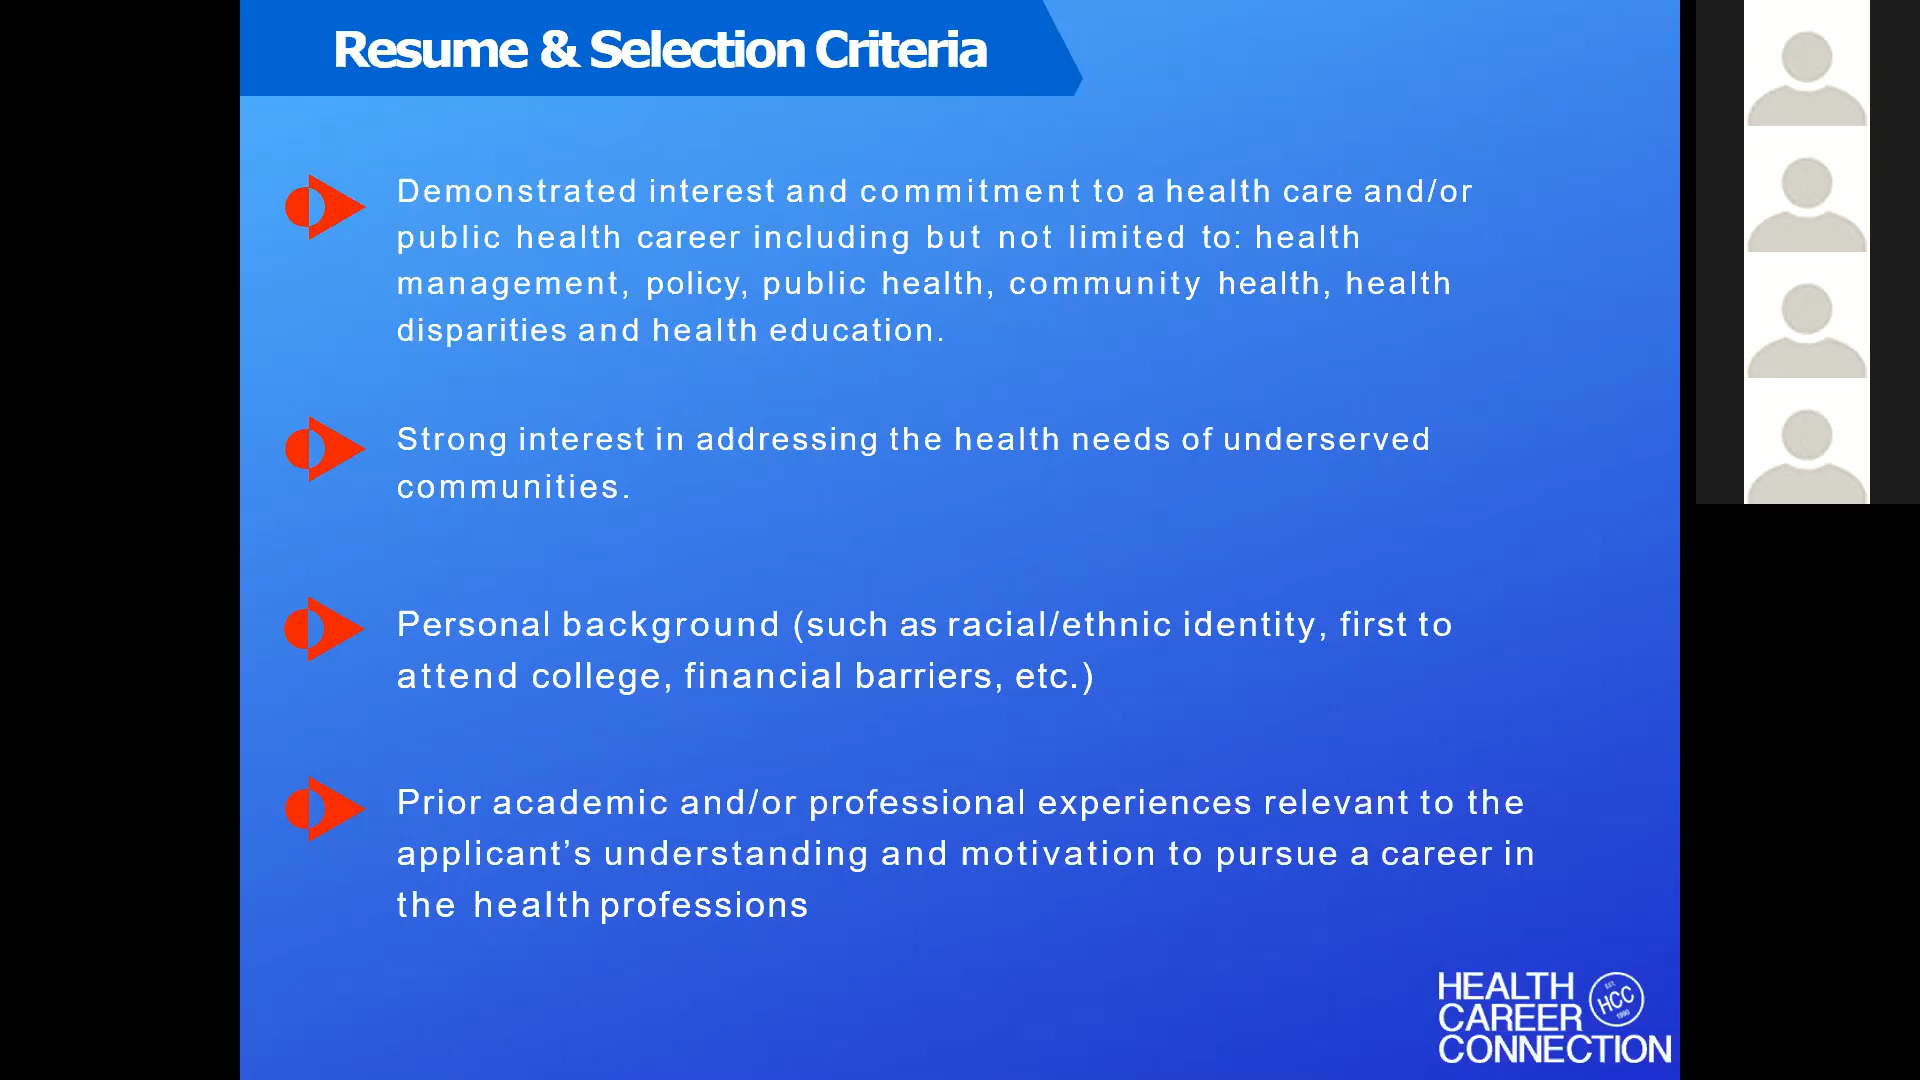 Resume & Selection Criteria
Demonstrated interest and commitment to a health care and/or
public health career including but not limited to: health
management, policy, public health, community health, health
disparities and health education.
Strong interest in addressing the health needs of underserved
communities.
Personal background (such as racial/ethnic identity, first to
attend college, financial barriers, etc.)
Prior academic and/or professional experiences relevant to the
applicant’s understanding and motivation to pursue a career in
the health professions
HEALTH
CAREER
CONNECTION
EST.
HCC
1990